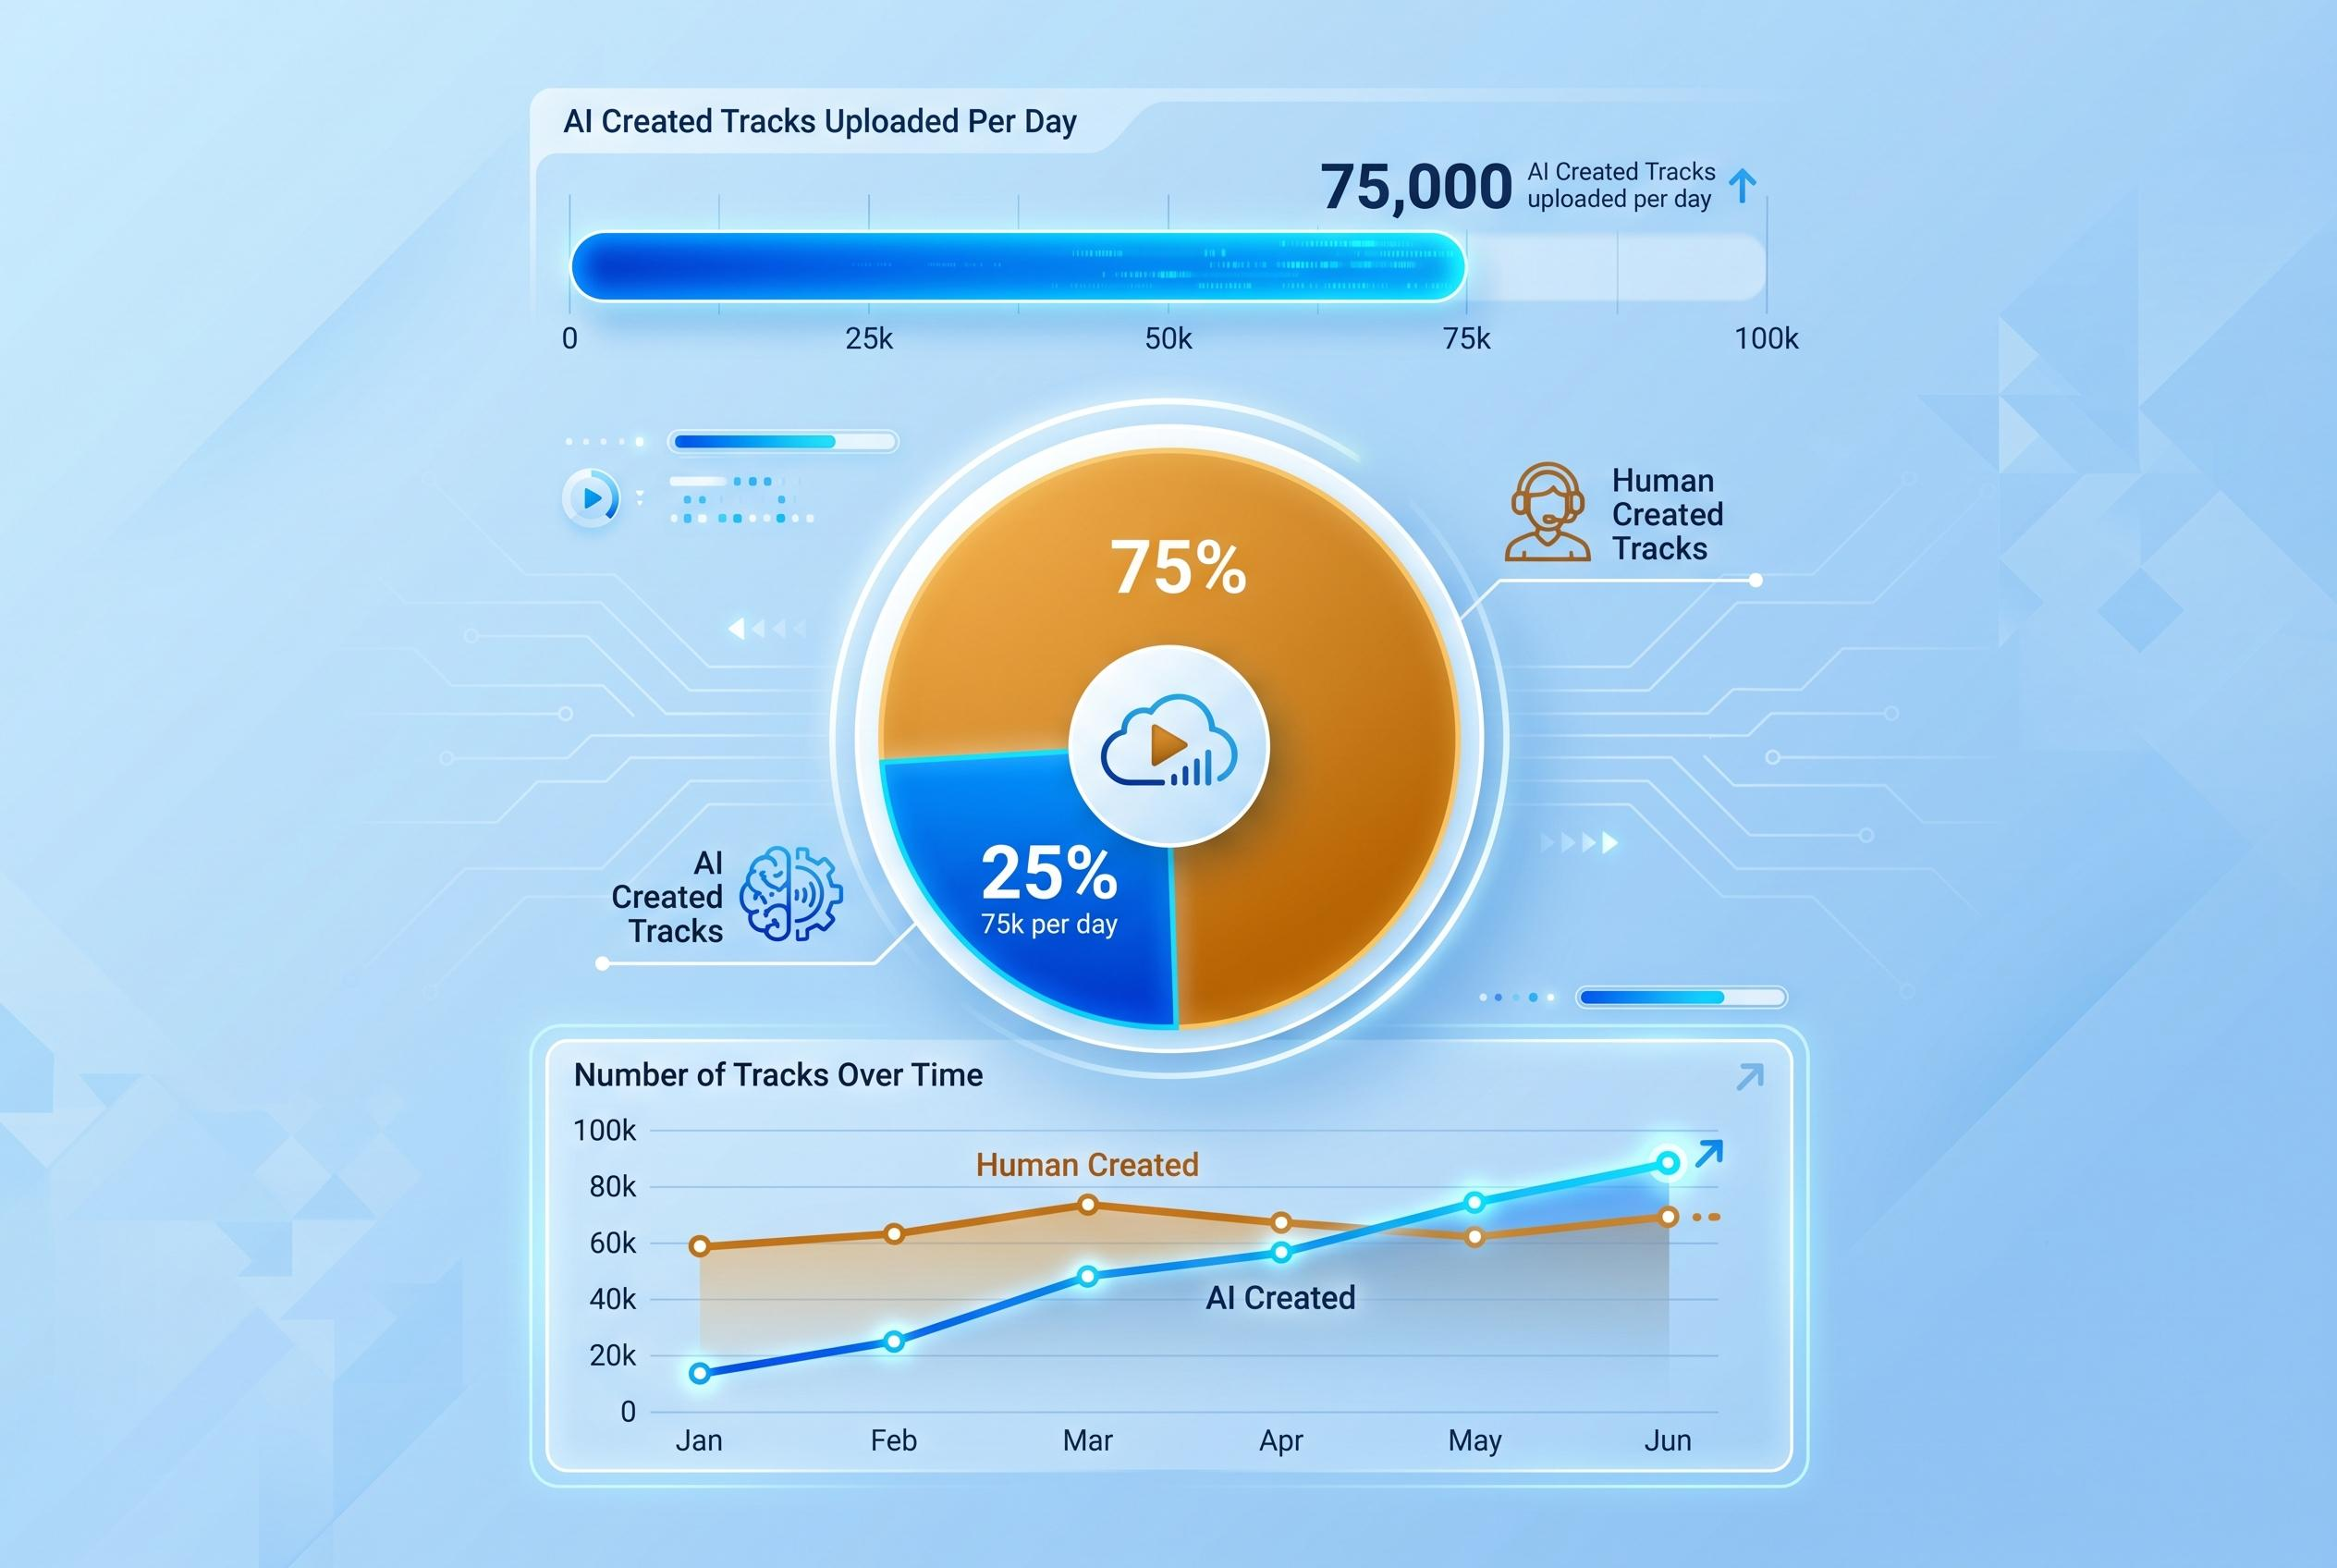 AI Created Tracks Uploaded Per Day
75,000
AI Created Tracks
uploaded per day
0 25k 50k 75k 100k
Human
Created
Tracks
75%
25%
75k per day
AI
Created
Tracks
Number of Tracks Over Time
100k
80k
60k
40k
20k
0
Human Created
AI Created
Jan Feb Mar Apr May Jun